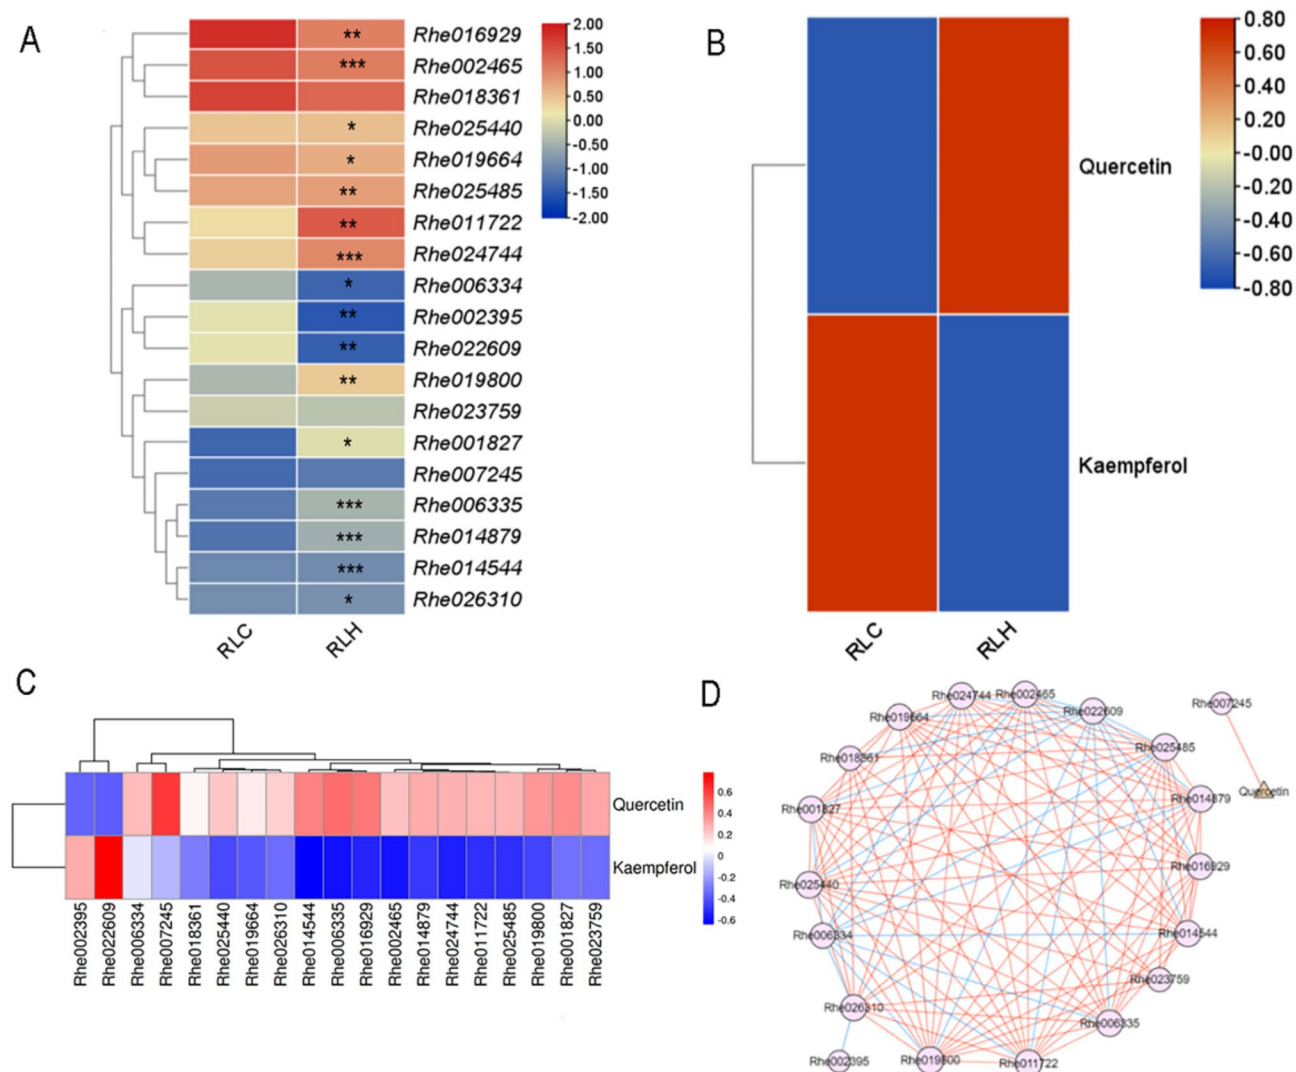 A
** Rhe016929
*** Rhe002465
Rhe018361
* Rhe025440
* Rhe019664
** Rhe025485
** Rhe011722
*** Rhe024744
* Rhe006334
** Rhe002395
** Rhe022609
** Rhe019800
Rhe023759
* Rhe001827
Rhe007245
*** Rhe006335
*** Rhe014879
*** Rhe014544
* Rhe026310
RLC RLH
2.00
1.50
1.00
0.50
-0.00
-0.50
-1.00
-1.50
-2.00
B
Quercetin
Kaempferol
RLC RLH
0.80
0.60
0.40
0.20
-0.00
-0.20
-0.40
-0.60
-0.80
C
Quercetin
Kaempferol
Rhe002395
Rhe022609
Rhe006334
Rhe007245
Rhe018361
Rhe025440
Rhe019664
Rhe026310
Rhe014544
Rhe006335
Rhe016929
Rhe002465
Rhe014879
Rhe024744
Rhe011722
Rhe025485
Rhe019800
Rhe001827
Rhe023759
0.6
0.4
0.2
0
-0.2
-0.4
-0.6
D
Rhe024744 Rhe002465
Rhe007245
Rhe022609
Rhe019664
Rhe025485
Rhe018361
Quercetin
Rhe014879
Rhe001827
Rhe016929
Rhe025440
Rhe014544
Rhe006334
Rhe023759
Rhe026310
Rhe006335
Rhe002395 Rhe019800 Rhe011722